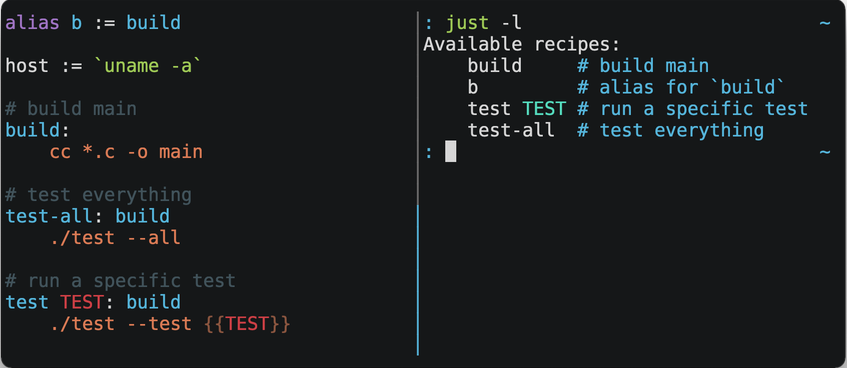 alias b := build
host := `uname -a`
# build main
build:
    cc *.c -o main
# test everything
test-all: build
    ./test --all
# run a specific test
test TEST: build
    ./test --test {{TEST}}
: just -l ~
Available recipes:
    build     # build main
    b         # alias for `build`
    test TEST # run a specific test
    test-all  # test everything
: ~